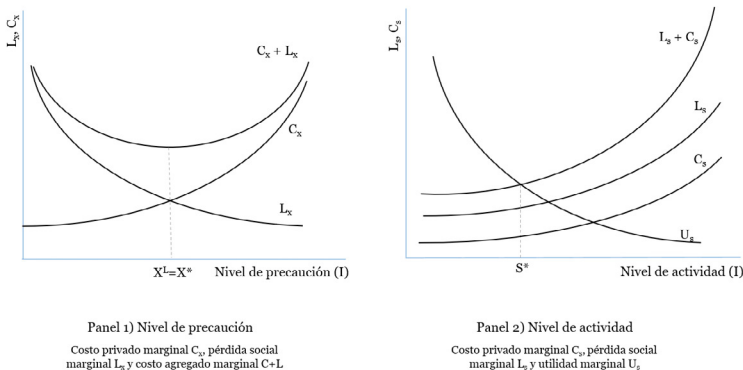 Lₓ, Cₓ
Cₓ + Lₓ
Cₓ
Lₓ
Xᴸ=X*
Nivel de precaución (I)
Panel 1) Nivel de precaución
Costo privado marginal Cₓ, pérdida social
marginal Lₓ y costo agregado marginal C+L
Lₛ, Cₛ
Lₛ + Cₛ
Lₛ
Cₛ
Uₛ
S*
Nivel de actividad (I)
Panel 2) Nivel de actividad
Costo privado marginal Cₛ, pérdida social
marginal Lₛ y utilidad marginal Uₛ